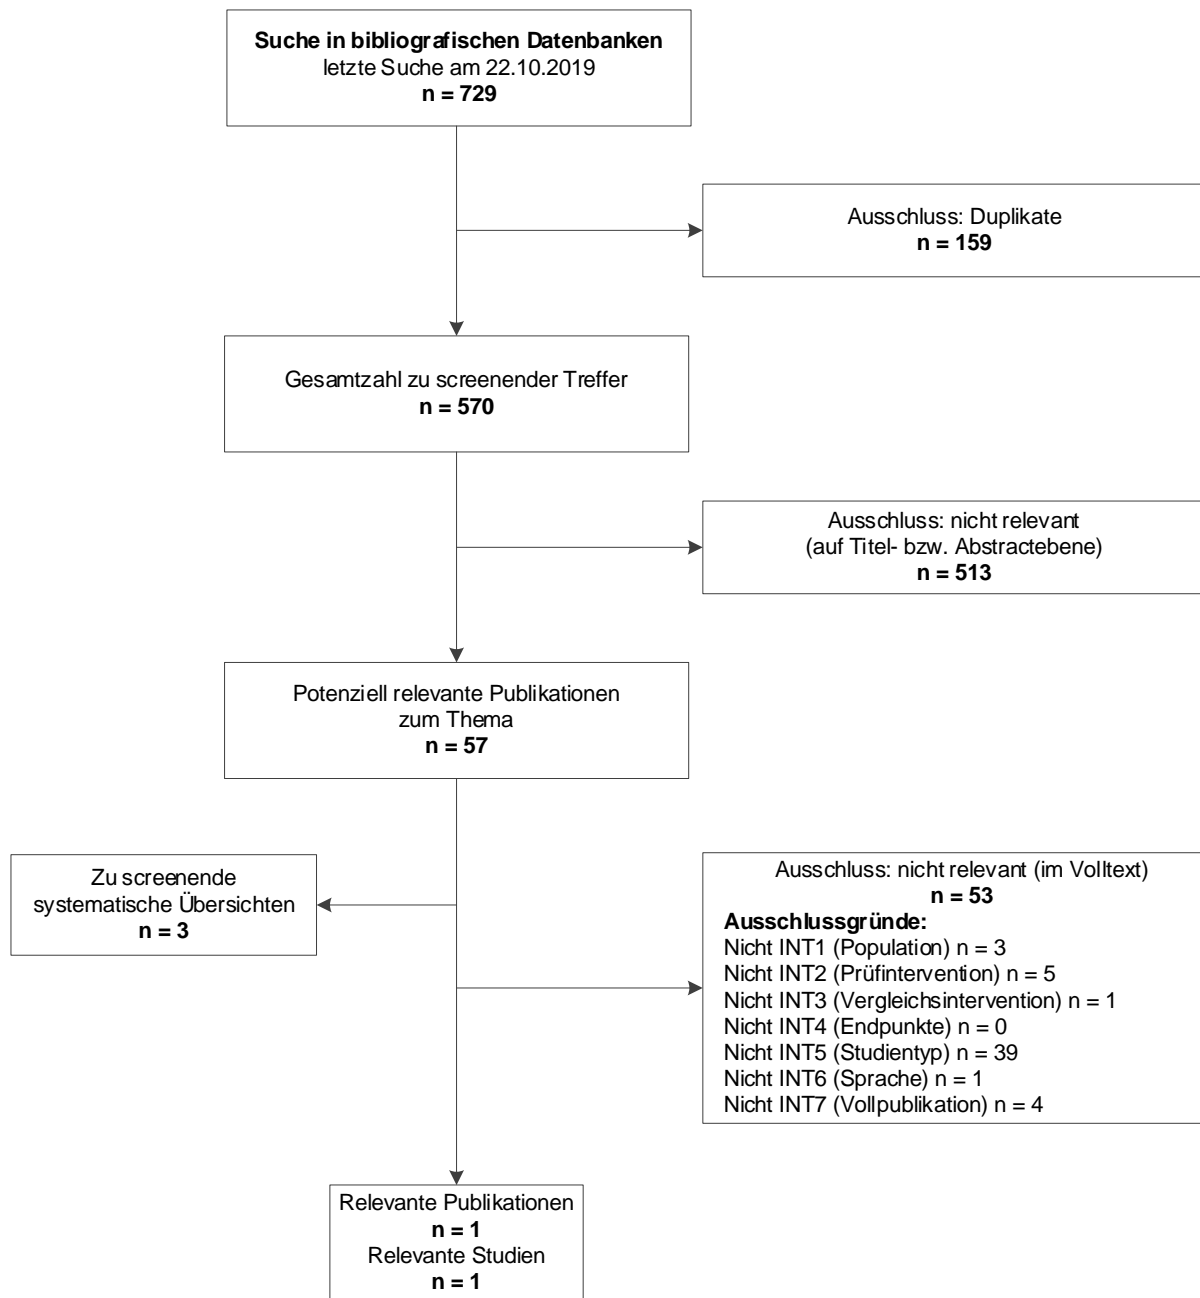 Suche in bibliografischen Datenbanken
letzte Suche am 22.10.2019
n = 729
Ausschluss: Duplikate
n = 159
Gesamtzahl zu screenender Treffer
n = 570
Ausschluss: nicht relevant
(auf Titel- bzw. Abstractebene)
n = 513
Potenziell relevante Publikationen
zum Thema
n = 57
Zu screenende
systematische Übersichten
n = 3
Ausschluss: nicht relevant (im Volltext)
n = 53
Ausschlussgründe:
Nicht INT1 (Population) n = 3
Nicht INT2 (Prüfintervention) n = 5
Nicht INT3 (Vergleichsintervention) n = 1
Nicht INT4 (Endpunkte) n = 0
Nicht INT5 (Studientyp) n = 39
Nicht INT6 (Sprache) n = 1
Nicht INT7 (Vollpublikation) n = 4
Relevante Publikationen
n = 1
Relevante Studien
n = 1